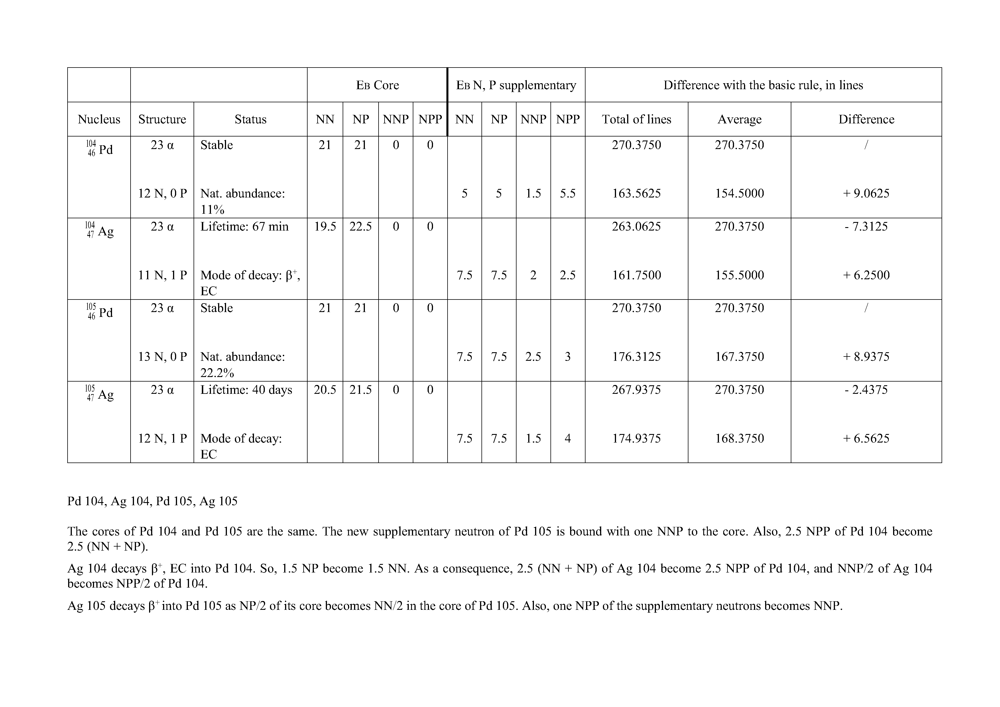 EB Core EB N, P supplementary Difference with the basic rule, in lines
Nucleus Structure Status NN NP NNP NPP NN NP NNP NPP Total of lines Average Difference
104 46 Pd 23 α Stable 21 21 0 0 270.3750 270.3750 /
12 N, 0 P Nat. abundance: 5 5 1.5 5.5 163.5625 154.5000 + 9.0625
11%
104 47 Ag 23 α Lifetime: 67 min 19.5 22.5 0 0 263.0625 270.3750 - 7.3125
11 N, 1 P Mode of decay: β⁺, 7.5 7.5 2 2.5 161.7500 155.5000 + 6.2500
EC
105 46 Pd 23 α Stable 21 21 0 0 270.3750 270.3750 /
13 N, 0 P Nat. abundance: 7.5 7.5 2.5 3 176.3125 167.3750 + 8.9375
22.2%
105 47 Ag 23 α Lifetime: 40 days 20.5 21.5 0 0 267.9375 270.3750 - 2.4375
12 N, 1 P Mode of decay: 7.5 7.5 1.5 4 174.9375 168.3750 + 6.5625
EC
Pd 104, Ag 104, Pd 105, Ag 105
The cores of Pd 104 and Pd 105 are the same. The new supplementary neutron of Pd 105 is bound with one NNP to the core. Also, 2.5 NPP of Pd 104 become
2.5 (NN + NP).
Ag 104 decays β⁺, EC into Pd 104. So, 1.5 NP become 1.5 NN. As a consequence, 2.5 (NN + NP) of Ag 104 become 2.5 NPP of Pd 104, and NNP/2 of Ag 104
becomes NPP/2 of Pd 104.
Ag 105 decays β⁺ into Pd 105 as NP/2 of its core becomes NN/2 in the core of Pd 105. Also, one NPP of the supplementary neutrons becomes NNP.